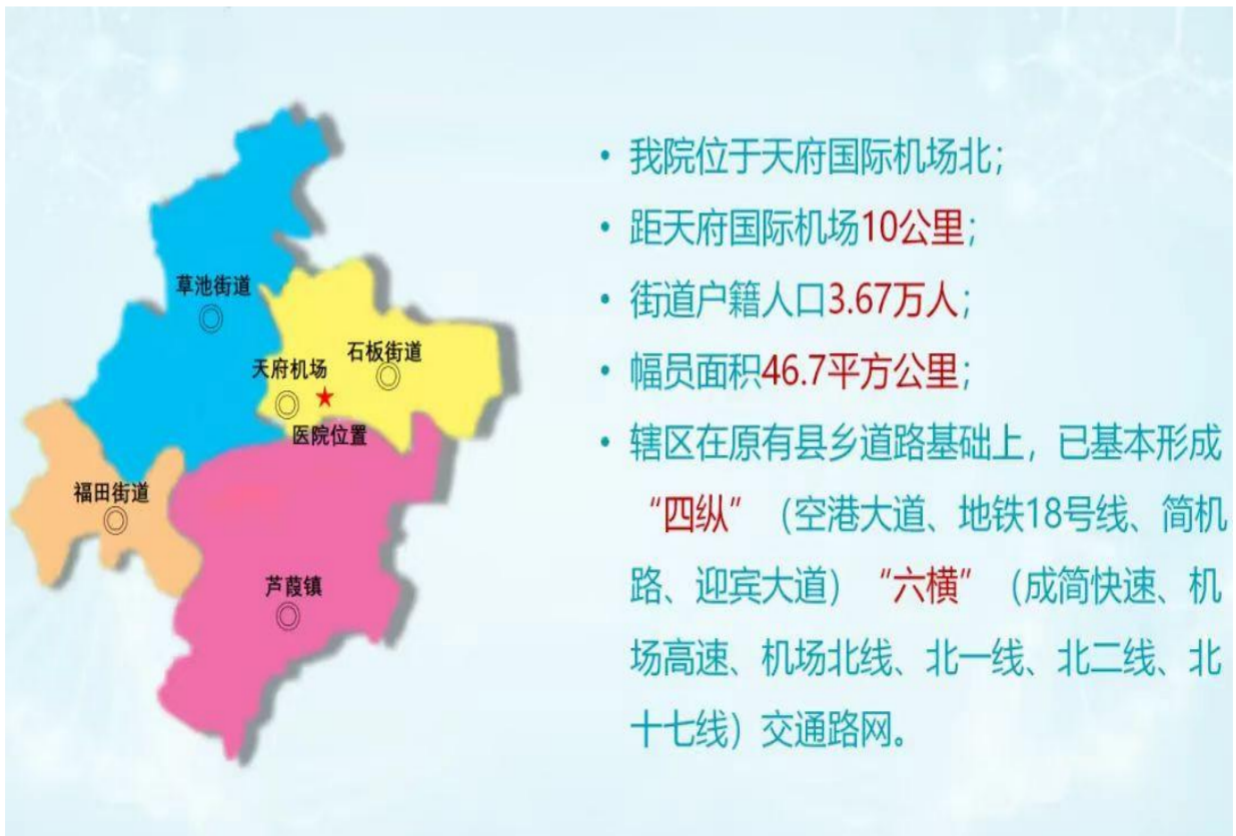 草池街道
天府机场
石板街道
医院位置
福田街道
芦葭镇
• 我院位于天府国际机场北；
• 距天府国际机场10公里；
• 街道户籍人口3.67万人；
• 幅员面积46.7平方公里；
• 辖区在原有县乡道路基础上，已基本形成
“四纵”（空港大道、地铁18号线、简机
路、迎宾大道）“六横”（成简快速、机
场高速、机场北线、北一线、北二线、北
十七线）交通路网。